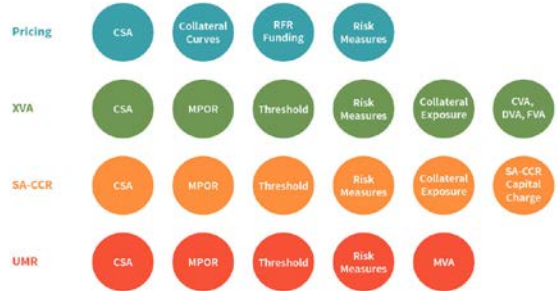 Pricing
CSA
Collateral
Curves
RFR
Funding
Risk
Measures
XVA
CSA
MPOR
Threshold
Risk
Measures
Collateral
Exposure
CVA,
DVA, FVA
SA-CCR
CSA
MPOR
Threshold
Risk
Measures
Collateral
Exposure
SA-CCR
Capital
Charge
UMR
CSA
MPOR
Threshold
Risk
Measures
MVA